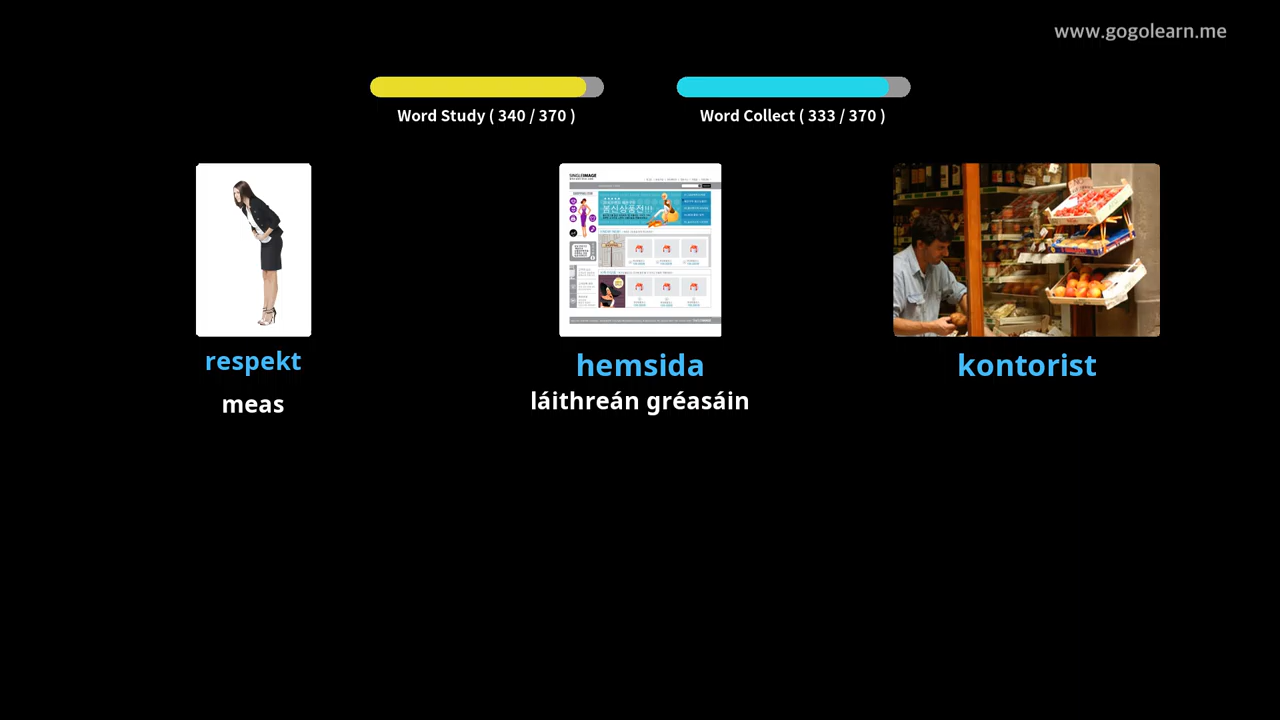 www.gogolearn.me
Word Study ( 340 / 370 )
Word Collect ( 333 / 370 )
respekt
hemsida
kontorist
meas
láithreán gréasáin